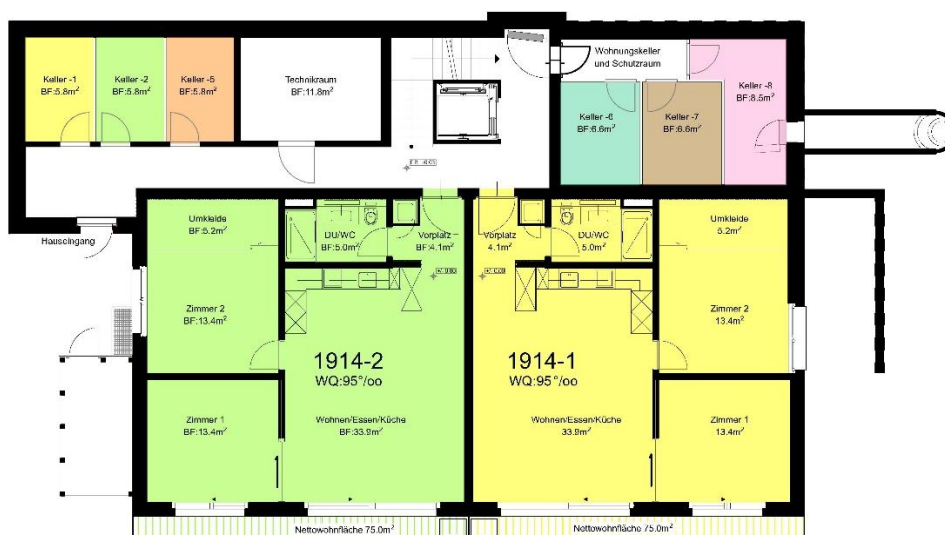 Keller -1
BF:5.8m²
Keller -2
BF:5.8m²
Keller -5
BF:5.8m²
Technikraum
BF:11.8m²
Wohnungskeller
und Schutzraum
Keller -6
BF:6.6m²
Keller -7
BF:6.6m²
Keller -8
BF:8.5m²
Hauseingang
Umkleide
BF:5.2m²
DU/WC
BF:5.0m²
Vorplatz
BF:4.1m²
Vorplatz
4.1m²
DU/WC
5.0m²
Umkleide
5.2m²
Zimmer 2
BF:13.4m²
1914-2
WQ:95°/oo
1914-1
WQ:95°/oo
Zimmer 2
13.4m²
Zimmer 1
BF:13.4m²
Wohnen/Essen/Küche
BF:33.9m²
Wohnen/Essen/Küche
33.9m²
Zimmer 1
13.4m²
Nettowohnfläche 75.0m²
Nettowohnfläche 75.0m²